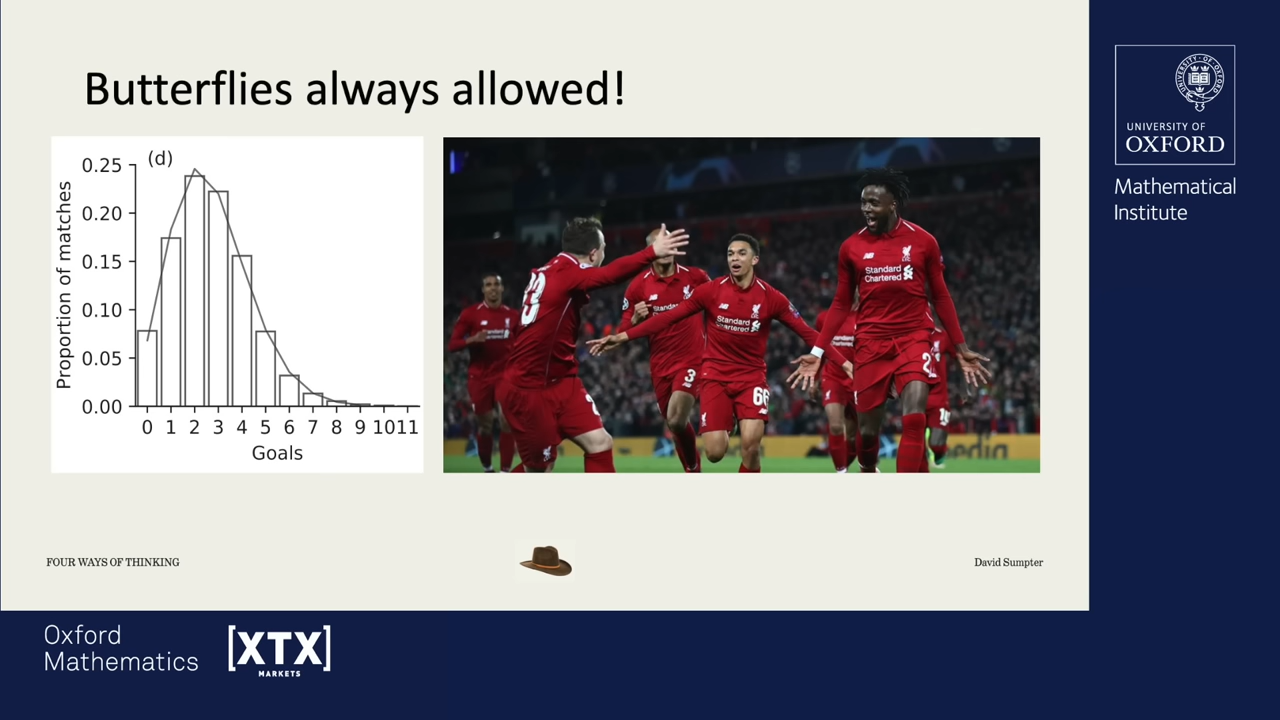 Butterflies always allowed!
(d)
0.25
0.20
0.15
0.10
0.05
0.00
Proportion of matches
0 1 2 3 4 5 6 7 8 9 10 11
Goals
Standard
Chartered
Standard
Chartered
3
66
2
FOUR WAYS OF THINKING
David Sumpter
UNIVERSITY OF
OXFORD
Mathematical
Institute
Oxford
Mathematics
[XTX]
MARKETS